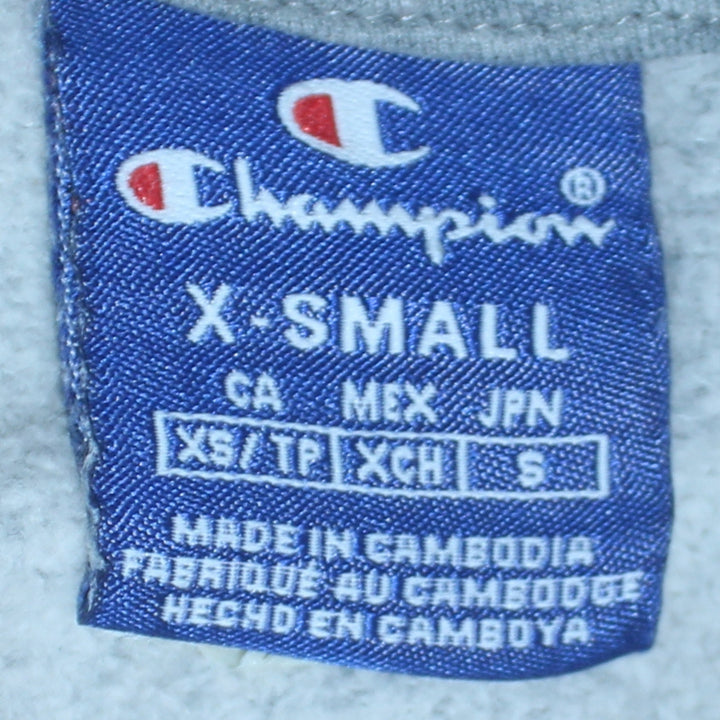 Champion®
X-SMALL
CA MEX JPN
XS/TP XCH S
MADE IN CAMBODIA
FABRIQUÉ AU CAMBODGE
HECHO EN CAMBOYA